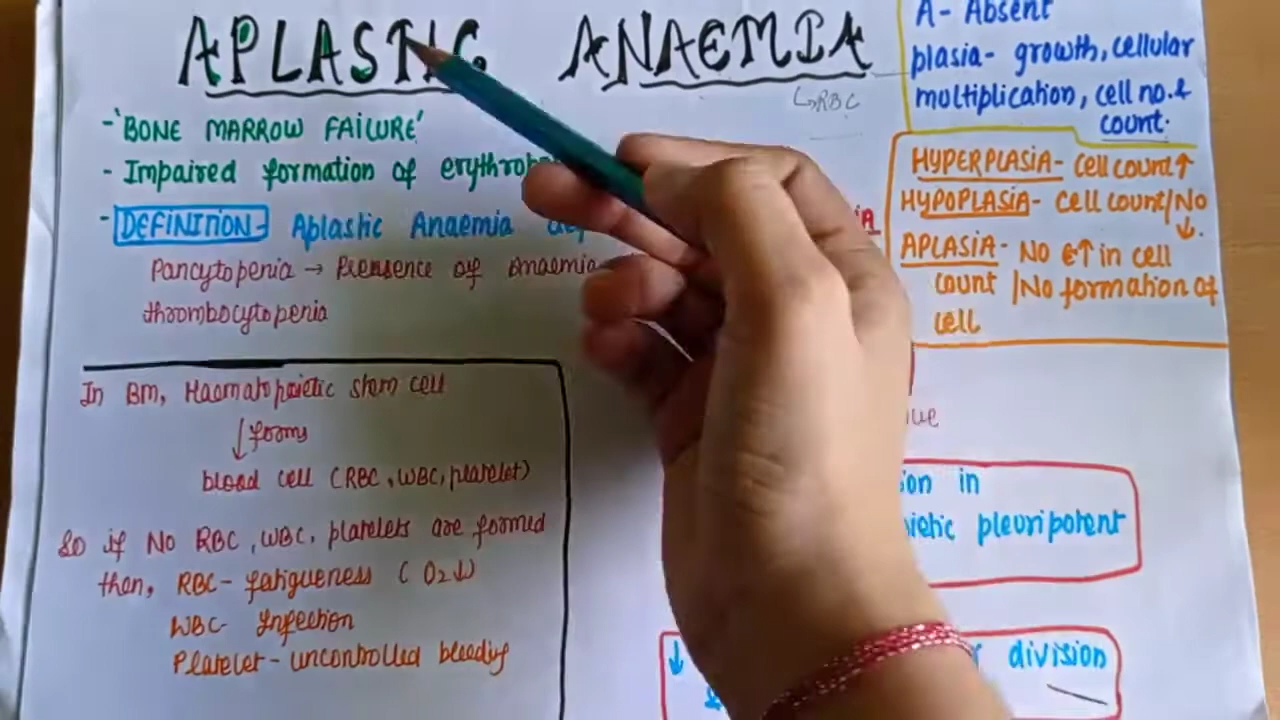 APLASTIC ANAEMIA
↳RBC
- 'BONE MARROW FAILURE'
- Impaired formation of
- DEFINITION- Aplastic Anaemia
Pancytopenia → Presence of anaemia
thrombocytopenia
In BM, Haematopoietic stem cell
↓ forms
blood cell (RBC, WBC, platelet)
So if No RBC, WBC, platelets are formed
then, RBC- fatigueness ( O2↓)
WBC- Infection
Platelet- uncontrolled bleeding
A- Absent
plasia- growth, cellular
multiplication, cell no. &
count.
HYPERPLASIA- Cell count↑
HYPOPLASIA- Cell count/No
↓.
APLASIA- No ↑ in cell
count /No formation of
cell
in
pleuripotent
↓ division